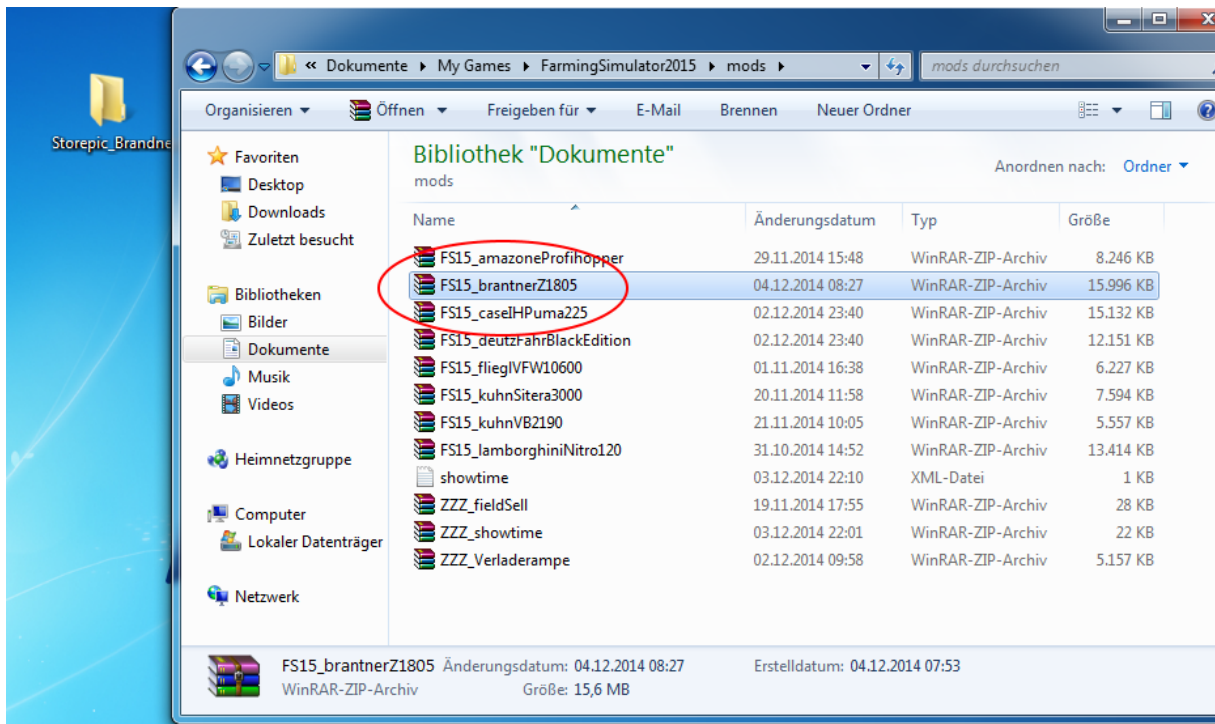 « Dokumente ▸ My Games ▸ FarmingSimulator2015 ▸ mods ▸ mods durchsuchen
Organisieren Öffnen Freigeben für E-Mail Brennen Neuer Ordner
Storepic_Brandne
Favoriten
Desktop
Downloads
Zuletzt besucht
Bibliotheken
Bilder
Dokumente
Musik
Videos
Heimnetzgruppe
Computer
Lokaler Datenträger
Netzwerk
Bibliothek "Dokumente"
mods
Anordnen nach: Ordner
Name Änderungsdatum Typ Größe
FS15_amazoneProfihopper 29.11.2014 15:48 WinRAR-ZIP-Archiv 8.246 KB
FS15_brantnerZ1805 04.12.2014 08:27 WinRAR-ZIP-Archiv 15.996 KB
FS15_caseIHPuma225 02.12.2014 23:40 WinRAR-ZIP-Archiv 15.132 KB
FS15_deutzFahrBlackEdition 02.12.2014 23:40 WinRAR-ZIP-Archiv 12.151 KB
FS15_flieglVFW10600 01.11.2014 16:38 WinRAR-ZIP-Archiv 6.227 KB
FS15_kuhnSitera3000 20.11.2014 11:58 WinRAR-ZIP-Archiv 7.594 KB
FS15_kuhnVB2190 21.11.2014 10:05 WinRAR-ZIP-Archiv 5.557 KB
FS15_lamborghiniNitro120 31.10.2014 14:52 WinRAR-ZIP-Archiv 13.414 KB
showtime 03.12.2014 22:10 XML-Datei 1 KB
ZZZ_fieldSell 19.11.2014 17:55 WinRAR-ZIP-Archiv 28 KB
ZZZ_showtime 03.12.2014 22:01 WinRAR-ZIP-Archiv 22 KB
ZZZ_Verladerampe 02.12.2014 09:58 WinRAR-ZIP-Archiv 5.157 KB
FS15_brantnerZ1805 Änderungsdatum: 04.12.2014 08:27 Erstelldatum: 04.12.2014 07:53
WinRAR-ZIP-Archiv Größe: 15,6 MB